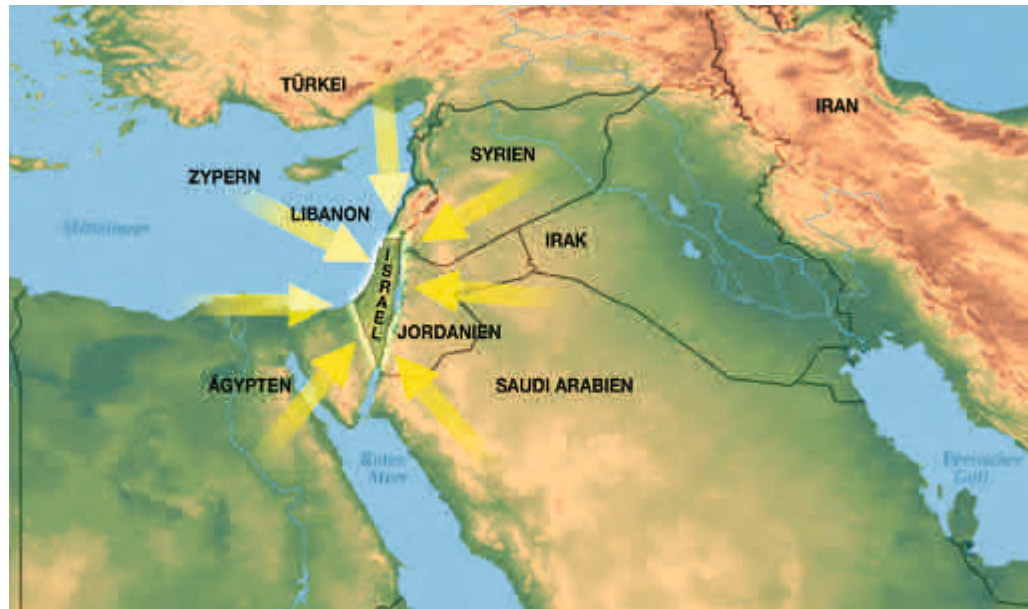 TÜRKEI
IRAN
SYRIEN
ZYPERN
LIBANON
Mittelmeer
IRAK
ISRAEL
JORDANIEN
ÄGYPTEN
SAUDI ARABIEN
Rotes
Meer
Persischer
Golf